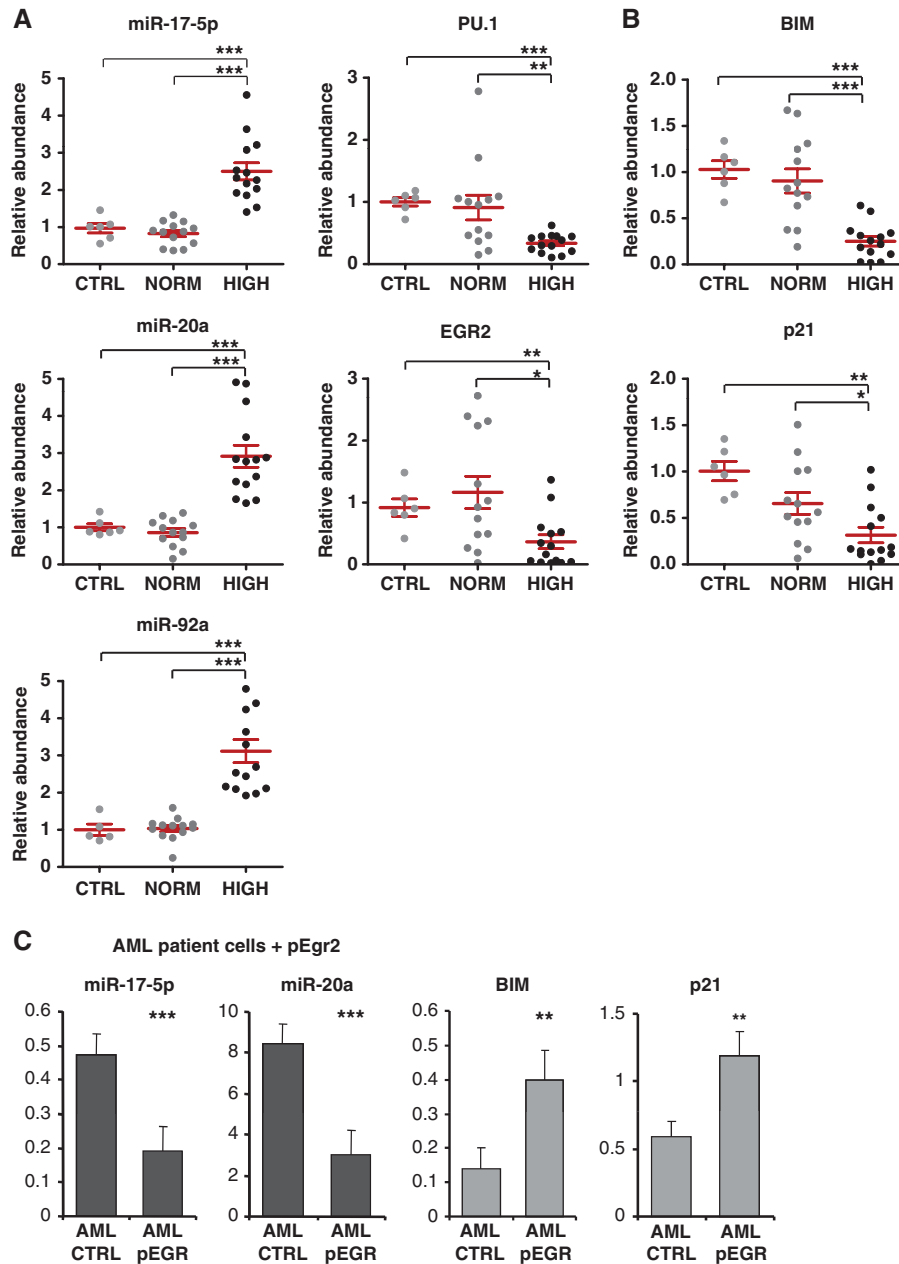 A
B
miR-17-5p
PU.1
BIM
***
***
***
**
***
***
Relative abundance
5
4
3
2
1
0
CTRL NORM HIGH
Relative abundance
3
2
1
0
CTRL NORM HIGH
Relative abundance
2.0
1.5
1.0
0.5
0.0
CTRL NORM HIGH
miR-20a
EGR2
p21
***
***
**
*
**
*
Relative abundance
5
4
3
2
1
0
CTRL NORM HIGH
Relative abundance
3
2
1
0
CTRL NORM HIGH
Relative abundance
2.0
1.5
1.0
0.5
0.0
CTRL NORM HIGH
miR-92a
***
***
Relative abundance
5
4
3
2
1
0
CTRL NORM HIGH
C
AML patient cells + pEgr2
miR-17-5p
***
0.6
0.5
0.4
0.3
0.2
0.1
0
AML CTRL
AML pEGR
miR-20a
***
10
8
6
4
2
0
AML CTRL
AML pEGR
BIM
**
0.6
0.5
0.4
0.3
0.2
0.1
0
AML CTRL
AML pEGR
p21
**
1.5
1
0.5
0
AML CTRL
AML pEGR